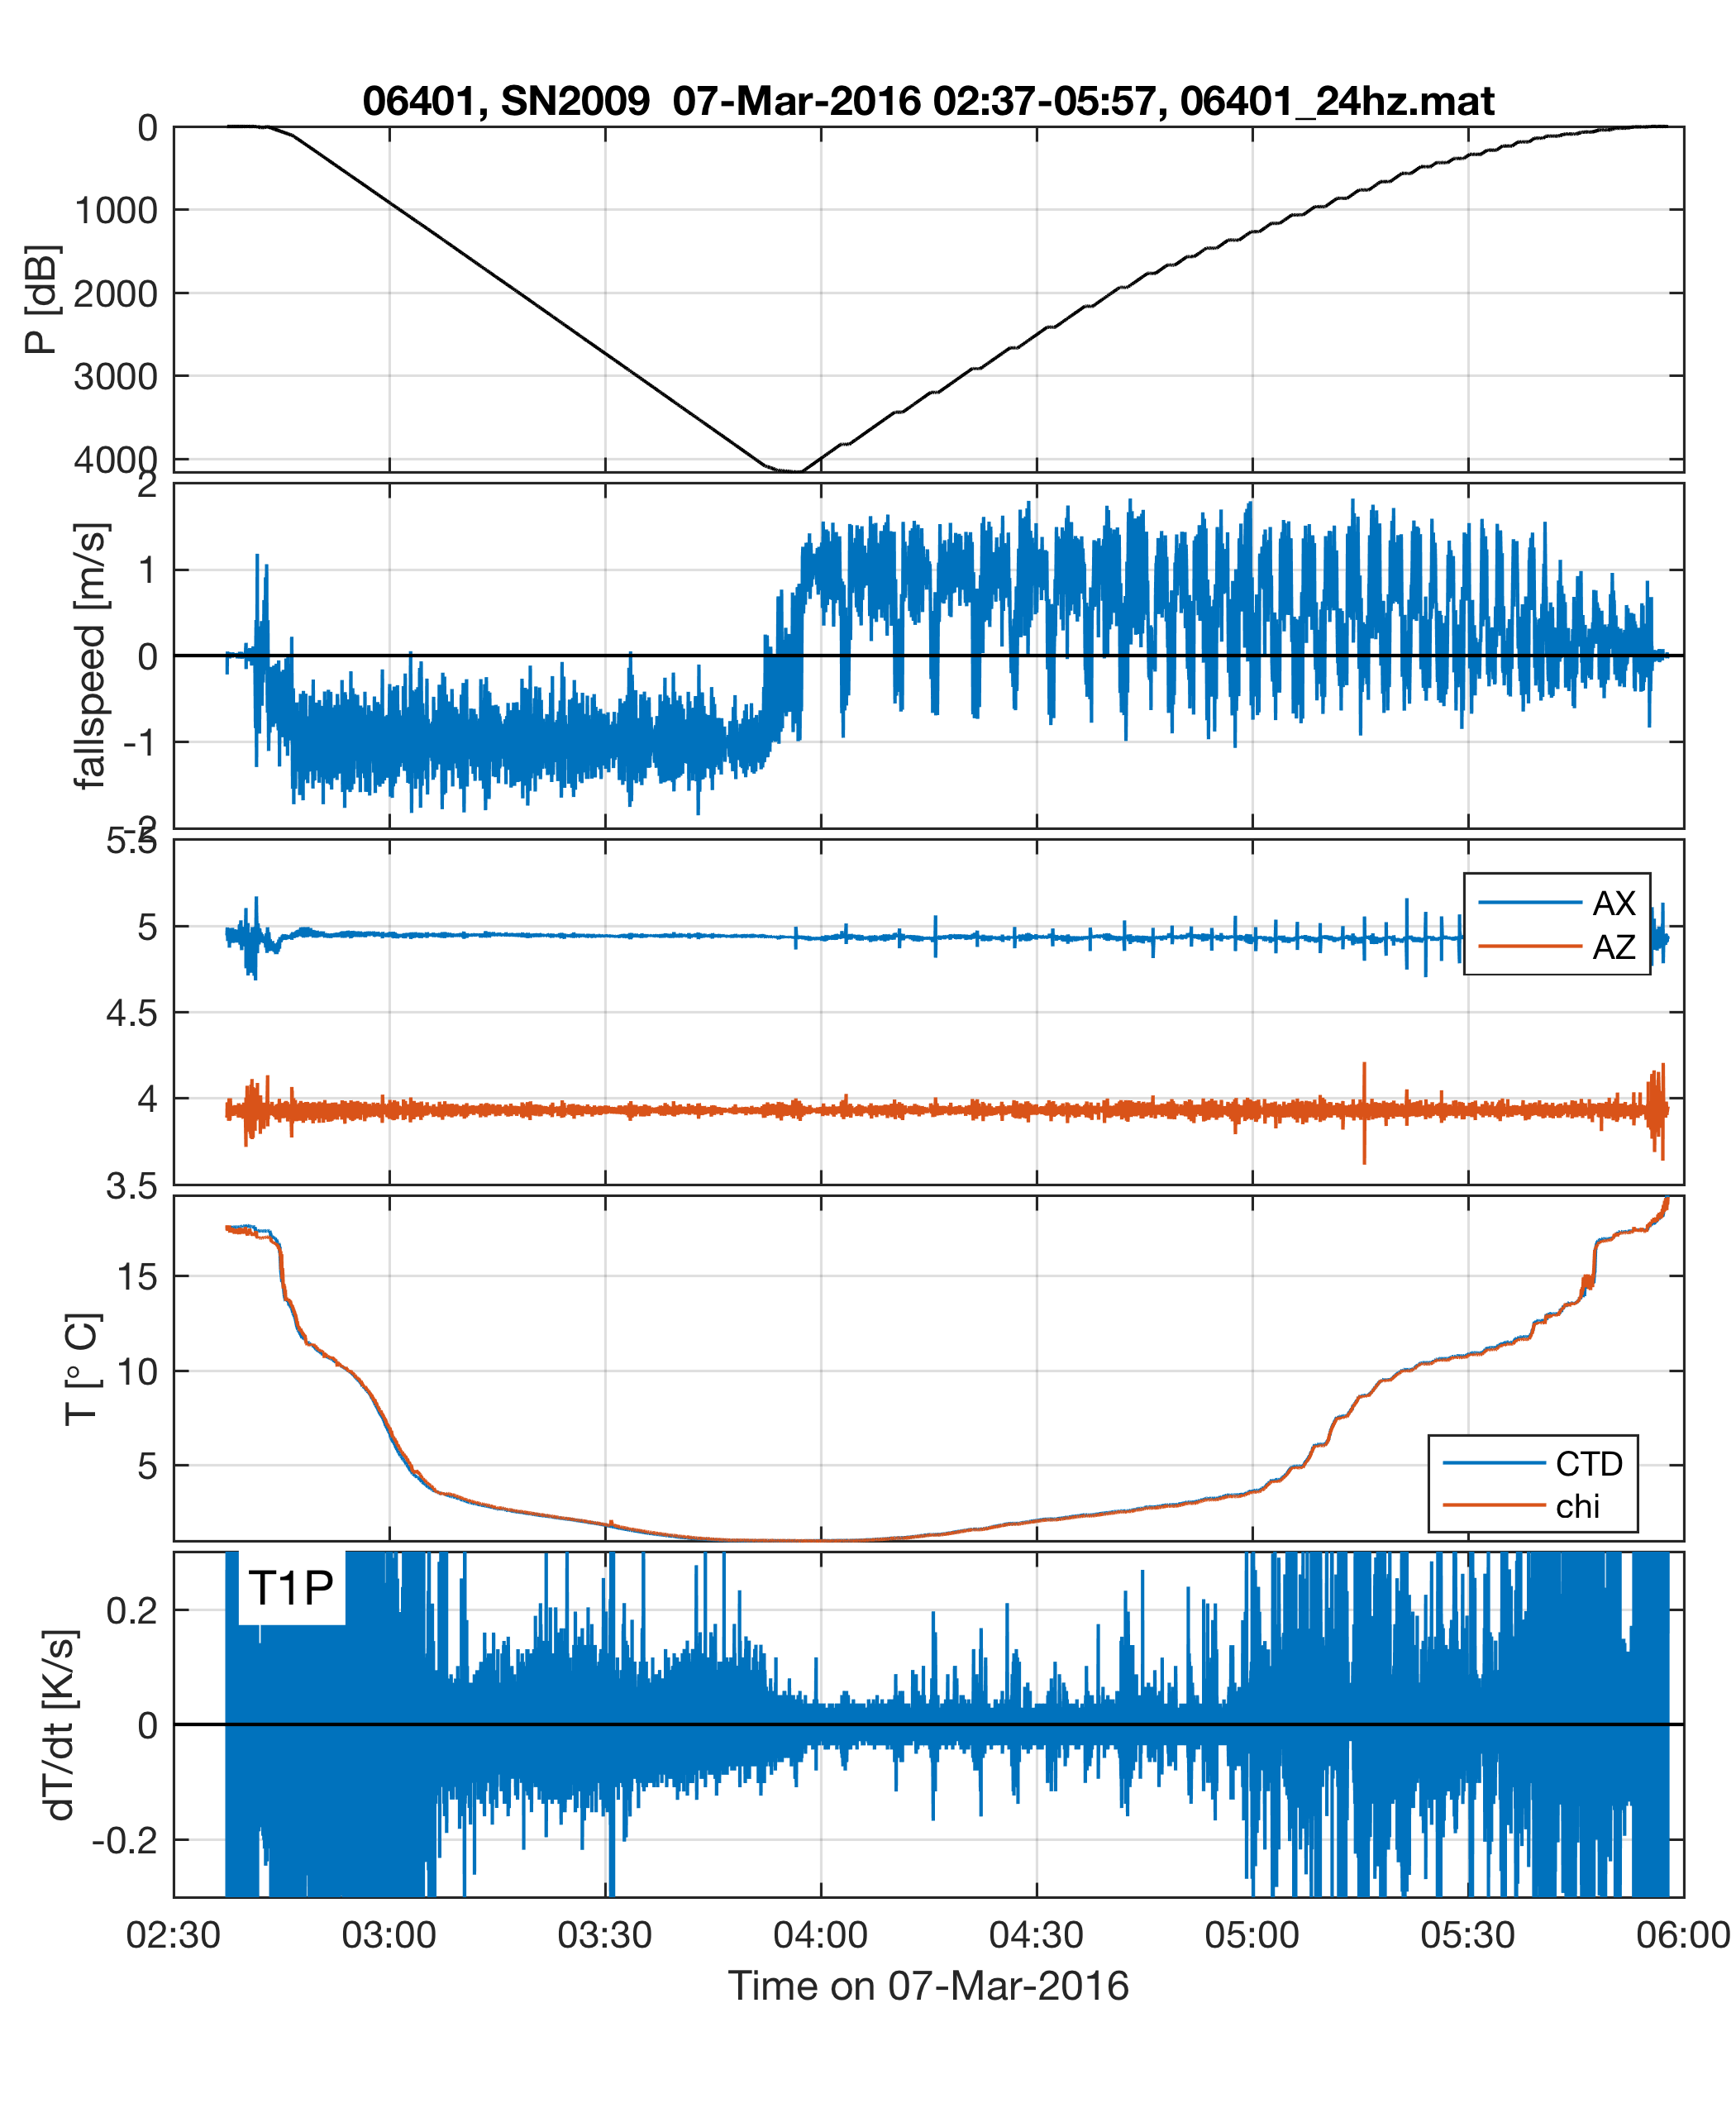 06401, SN2009  07-Mar-2016 02:37-05:57, 06401_24hz.mat
0
1000
2000
3000
4000
P [dB]
2
1
0
-1
-2
fallspeed [m/s]
5.5
5
4.5
4
3.5
AX
AZ
15
10
5
T [° C]
CTD
chi
T1P
0.2
0
-0.2
dT/dt [K/s]
02:30 03:00 03:30 04:00 04:30 05:00 05:30 06:00
Time on 07-Mar-2016